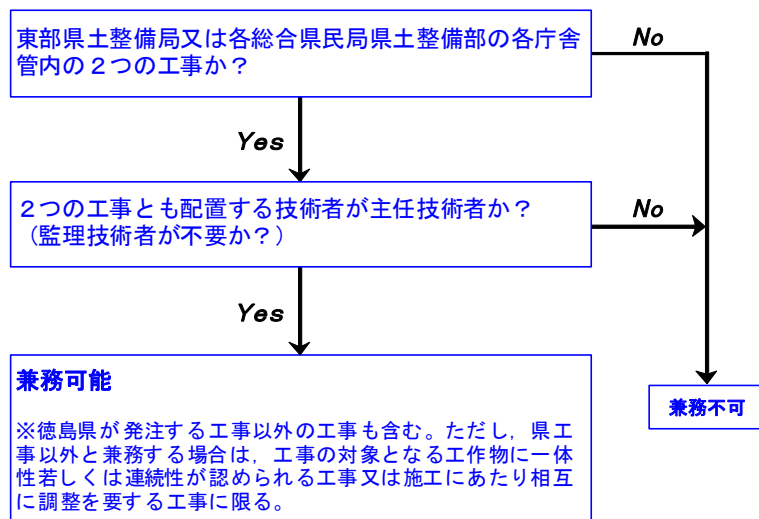 東部県土整備局又は各総合県民局県土整備部の各庁舎
管内の２つの工事か？
No
Yes
２つの工事とも配置する技術者が主任技術者か？
（監理技術者が不要か？）
No
Yes
兼務可能
※徳島県が発注する工事以外の工事も含む。ただし，県工
事以外と兼務する場合は，工事の対象となる工作物に一体
性若しくは連続性が認められる工事又は施工にあたり相互
に調整を要する工事に限る。
兼務不可